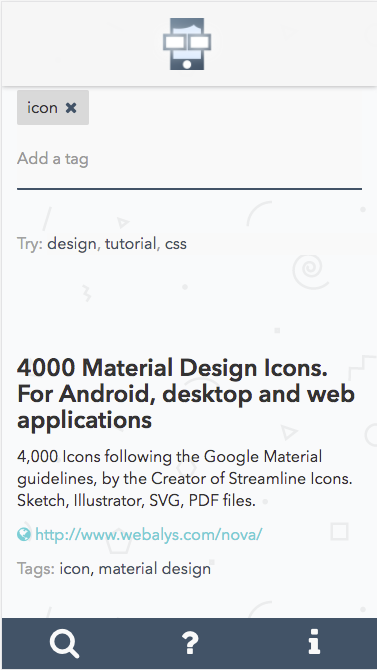 icon ✖
Add a tag
Try: design, tutorial, css
4000 Material Design Icons.
For Android, desktop and web
applications
4,000 Icons following the Google Material
guidelines, by the Creator of Streamline Icons.
Sketch, Illustrator, SVG, PDF files.
http://www.webalys.com/nova/
Tags: icon, material design
?
i